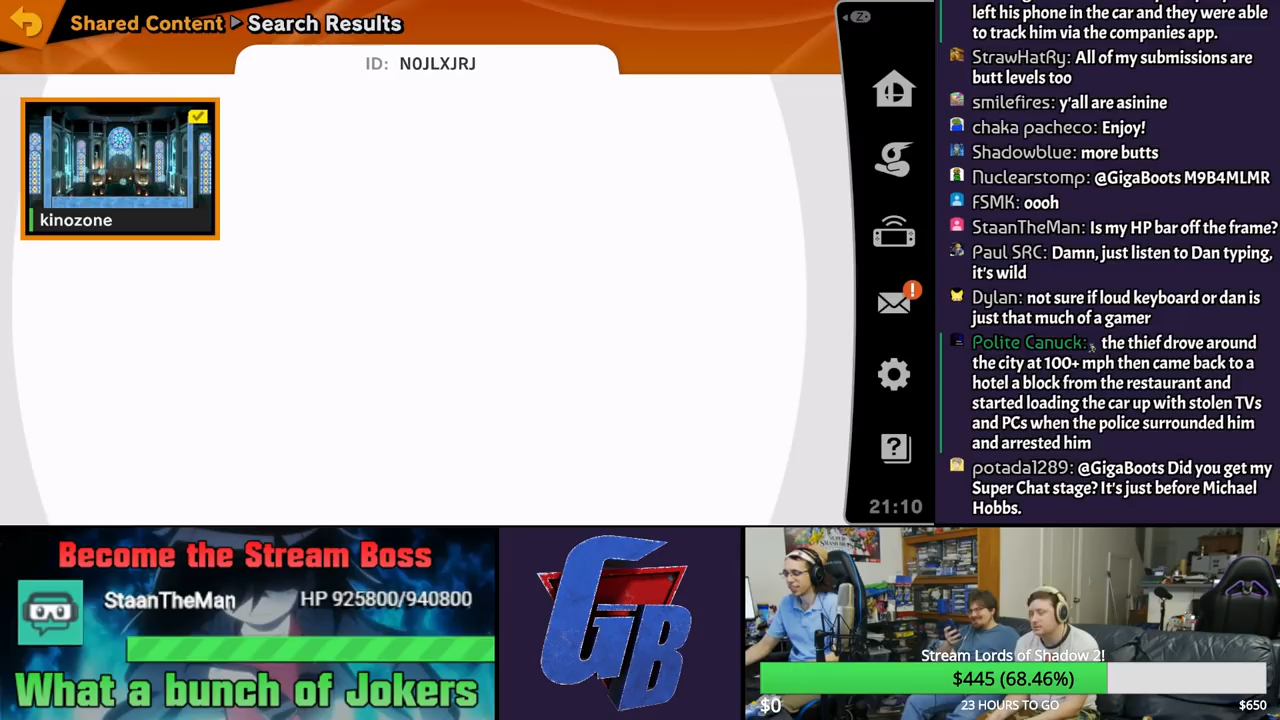 Shared Content ▶ Search Results
ID: N0JLXJRJ
kinozone
21:10
left his phone in the car and they were able
to track him via the companies app.
StrawHatRy: All of my submissions are
butt levels too
smilefires: y'all are asinine
chaka pacheco: Enjoy!
Shadowblue: more butts
Nuclearstomp: @GigaBoots M9B4MLMR
FSMK: oooh
StaanTheMan: Is my HP bar off the frame?
Paul SRC: Damn, just listen to Dan typing,
it's wild
Dylan: not sure if loud keyboard or dan is
just that much of a gamer
Polite Canuck: the thief drove around
the city at 100+ mph then came back to a
hotel a block from the restaurant and
started loading the car up with stolen TVs
and PCs when the police surrounded him
and arrested him
potada1289: @GigaBoots Did you get my
Super Chat stage? It's just before Michael
Hobbs.
Become the Stream Boss
StaanTheMan HP 925800/940800
What a bunch of Jokers
GB
Stream Lords of Shadow 2!
$445 (68.46%)
$0 23 HOURS TO GO $650